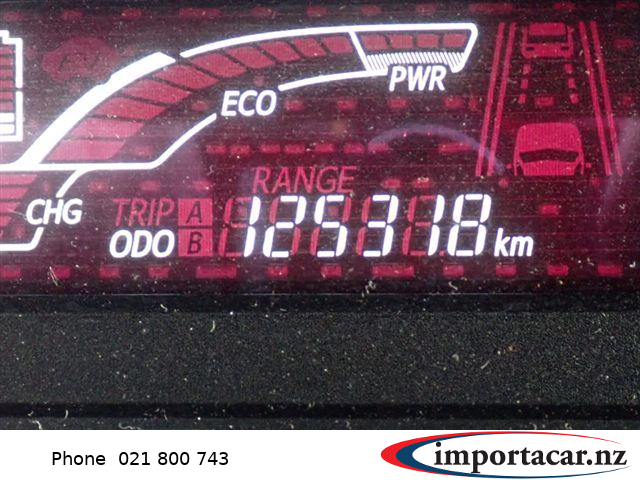 PWR
ECO
RANGE
CHG
TRIP A
ODO B 125318 km
Phone 021 800 743
importacar.nz